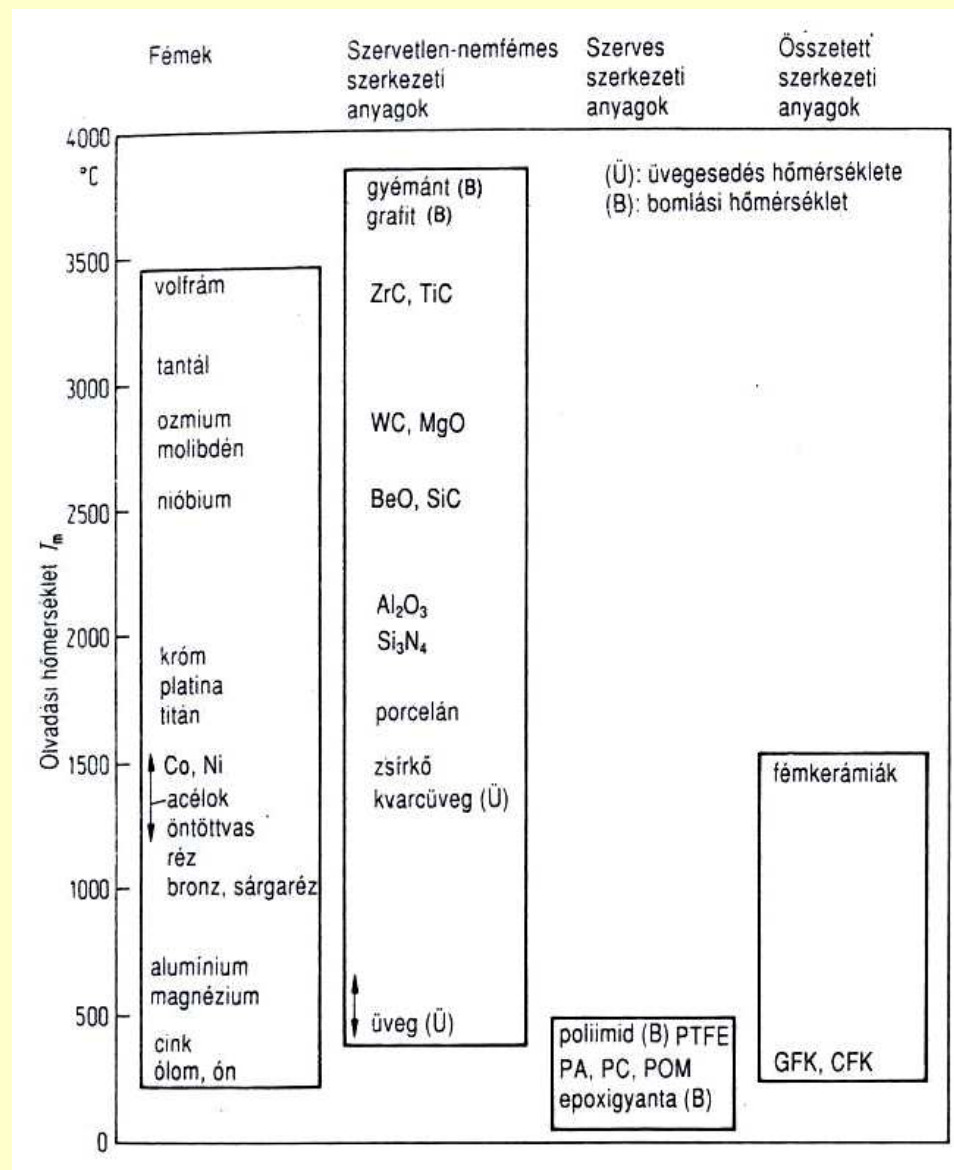 Fémek
Szervetlen-nemfémes
szerkezeti
anyagok
Szerves
szerkezeti
anyagok
Összetett
szerkezeti
anyagok
4000
°C
3500
3000
2500
2000
1500
1000
500
0
Olvadási hőmérséklet Tm
(Ü): üvegesedés hőmérséklete
(B): bomlási hőmérséklet
volfrám
tantál
ozmium
molibdén
nióbium
króm
platina
titán
Co, Ni
acélok
öntöttvas
réz
bronz, sárgaréz
alumínium
magnézium
cink
ólom, ón
gyémánt (B)
grafit (B)
ZrC, TiC
WC, MgO
BeO, SiC
Al₂O₃
Si₃N₄
porcelán
zsírkő
kvarcüveg (Ü)
üveg (Ü)
poliimid (B) PTFE
PA, PC, POM
epoxigyanta (B)
fémkerámiák
GFK, CFK